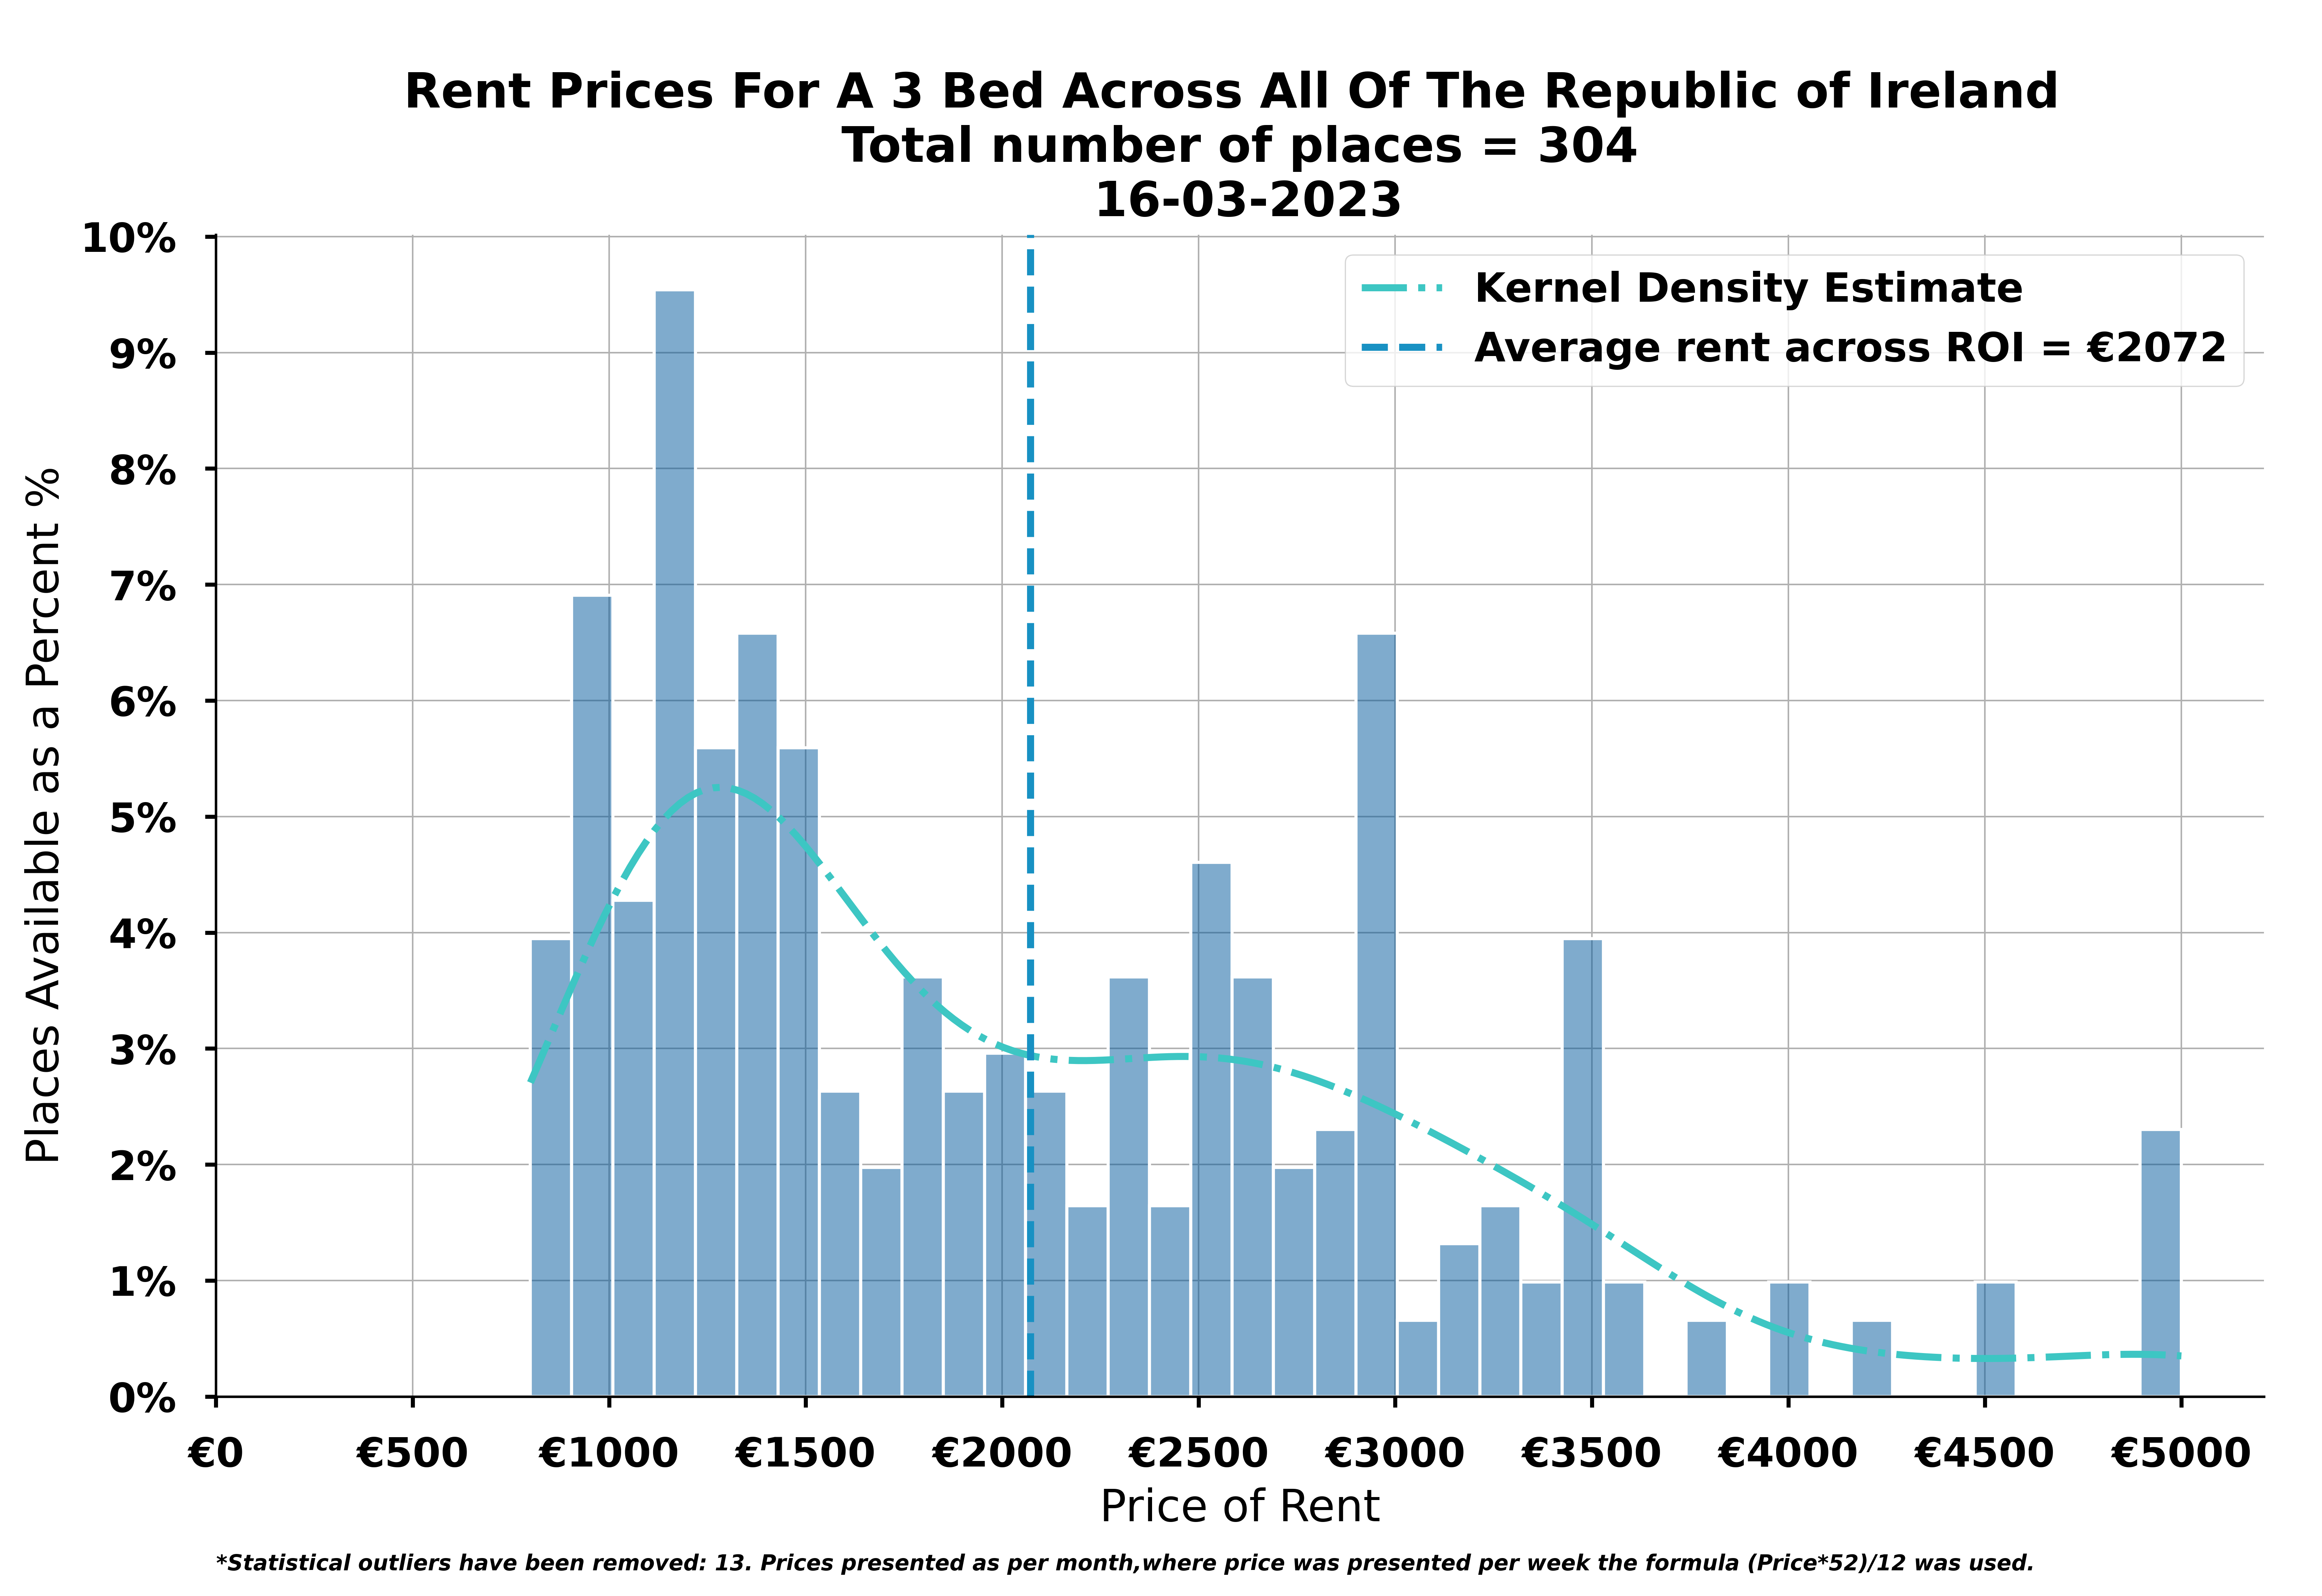 Rent Prices For A 3 Bed Across All Of The Republic of Ireland
Total number of places = 304
16-03-2023
Kernel Density Estimate
Average rent across ROI = €2072
Places Available as a Percent %
10%
9%
8%
7%
6%
5%
4%
3%
2%
1%
0%
€0 €500 €1000 €1500 €2000 €2500 €3000 €3500 €4000 €4500 €5000
Price of Rent
*Statistical outliers have been removed: 13. Prices presented as per month,where price was presented per week the formula (Price*52)/12 was used.